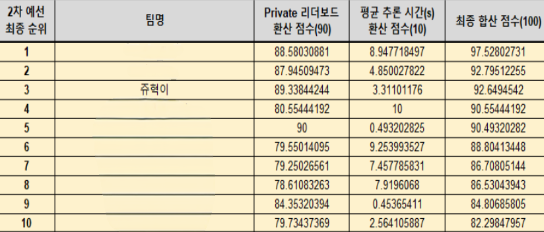 2차 예선 최종 순위 팀명 Private 리더보드 환산 점수(90) 평균 추론 시간(s) 환산 점수(10) 최종 합산 점수(100)
1 88.58030881 8.947718497 97.52802731
2 87.94509473 4.850027822 92.79512255
3 쥬혁이 89.33844244 3.31101176 92.6494542
4 80.55444192 10 90.55444192
5 90 0.493202825 90.49320282
6 79.55014095 9.253993527 88.80413448
7 79.25026561 7.457785831 86.70805144
8 78.61083263 7.9196068 86.53043943
9 84.35320394 0.45365411 84.80685805
10 79.73437369 2.564105887 82.29847957